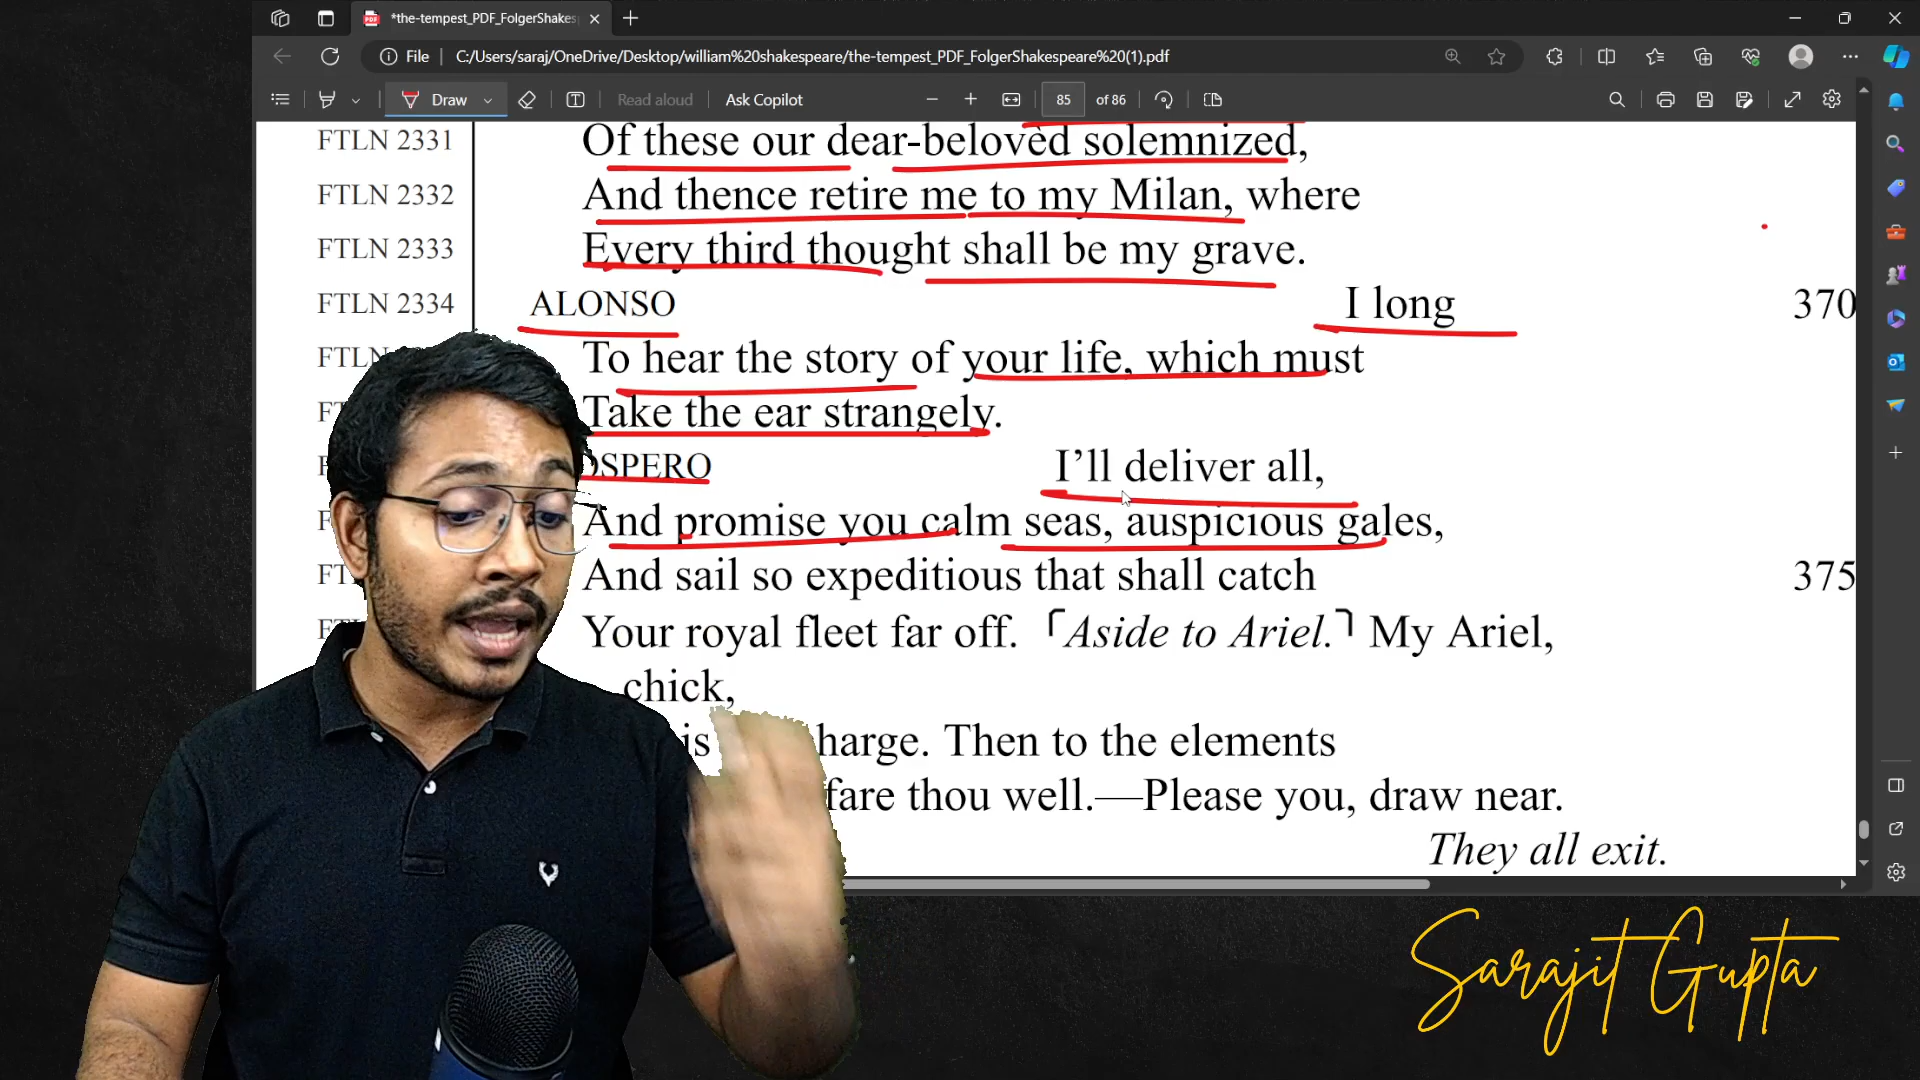 *the-tempest_PDF_FolgerShakes
File C:/Users/saraj/OneDrive/Desktop/william%20shakespeare/the-tempest_PDF_FolgerShakespeare%20(1).pdf
Draw Read aloud Ask Copilot 85 of 86
FTLN 2331 Of these our dear-belovèd solemnized,
FTLN 2332 And thence retire me to my Milan, where
FTLN 2333 Every third thought shall be my grave.
FTLN 2334 ALONSO I long 370
To hear the story of your life, which must
Take the ear strangely.
OSPERO I’ll deliver all,
And promise you calm seas, auspicious gales,
And sail so expeditious that shall catch 375
Your royal fleet far off. ⌜Aside to Ariel.⌝ My Ariel,
chick,
is harge. Then to the elements
fare thou well.—Please you, draw near.
They all exit.
Sarajit Gupta